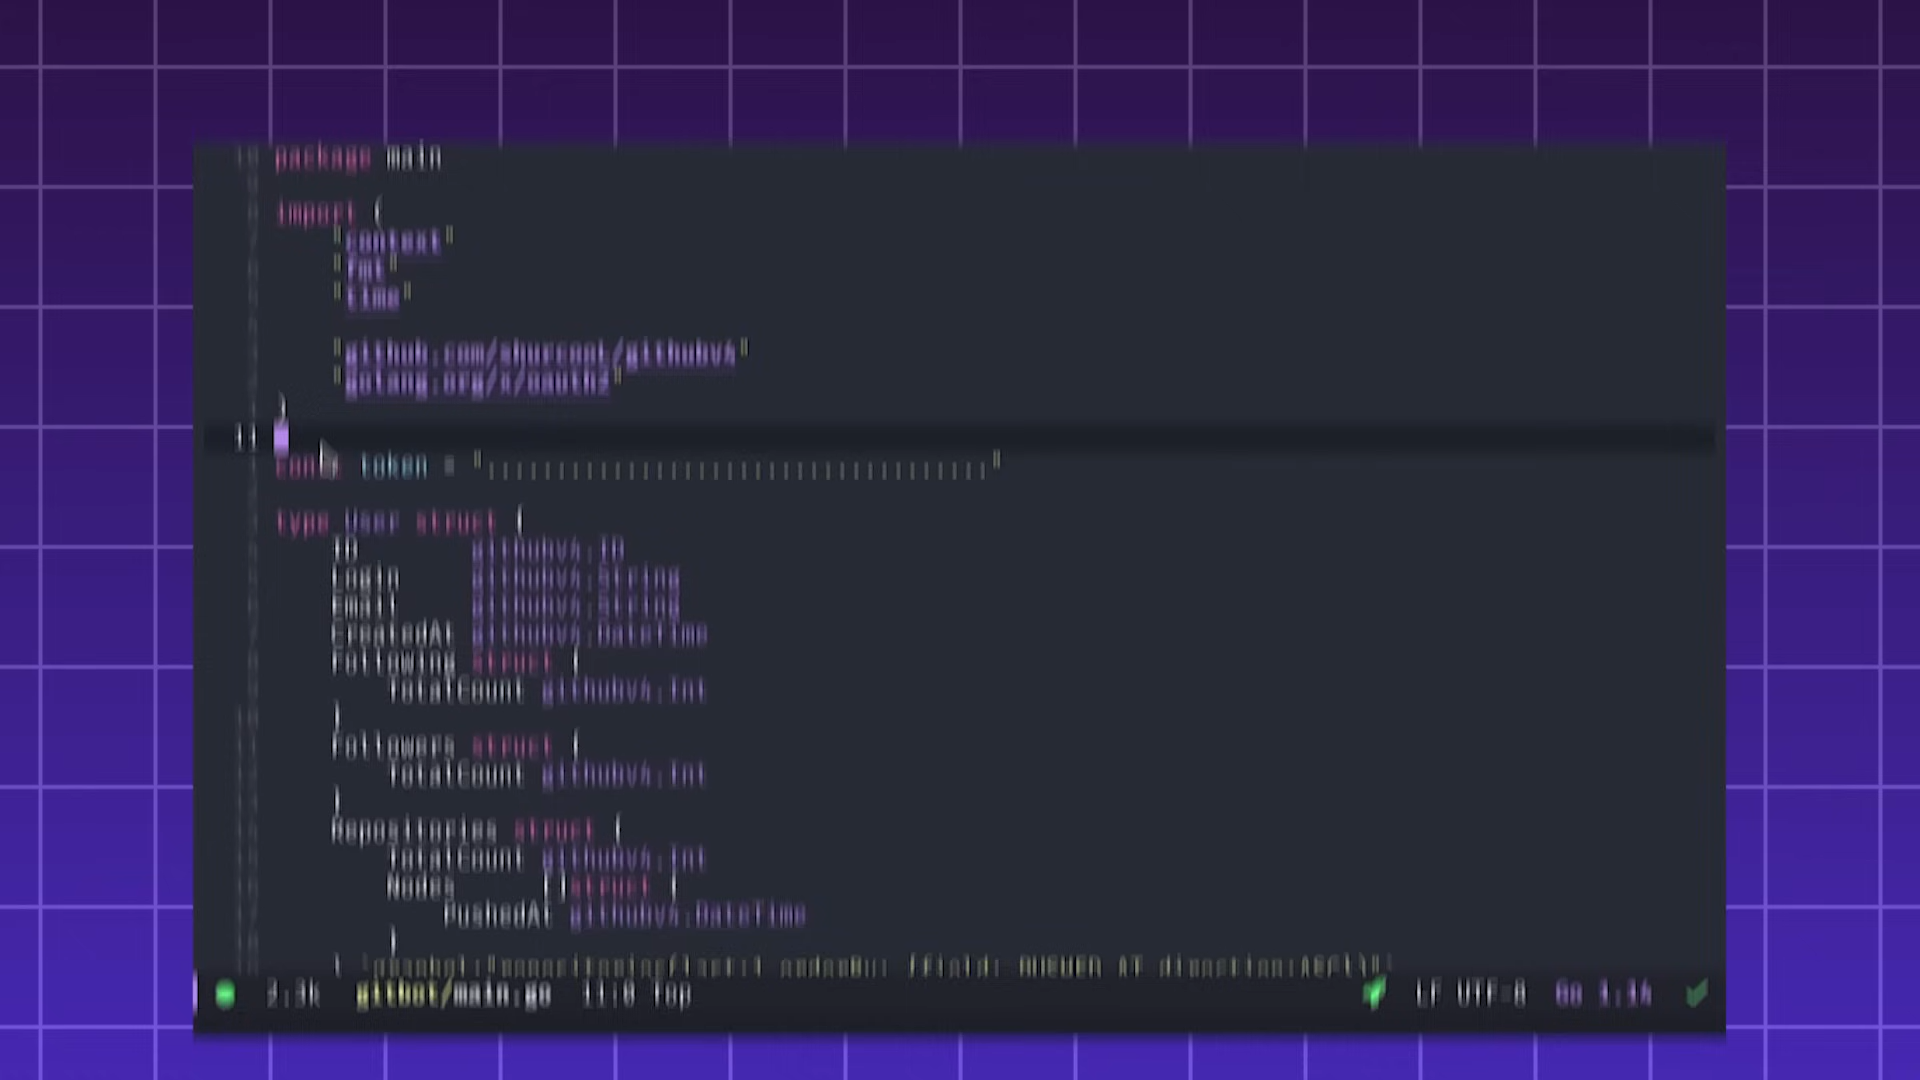 package main
import (
"context"
"fmt"
"time"
"github.com/shurcooL/githubv4"
"golang.org/x/oauth2"
)
11
const token = "................................"
type User struct {
ID githubv4.ID
Login githubv4.String
Email githubv4.String
CreatedAt githubv4.DateTime
Following struct {
TotalCount githubv4.Int
}
Followers struct {
TotalCount githubv4.Int
}
Repositories struct {
TotalCount githubv4.Int
Nodes []struct {
PushedAt githubv4.DateTime
}
main.go 11:0 Top LF UTF-8 Go